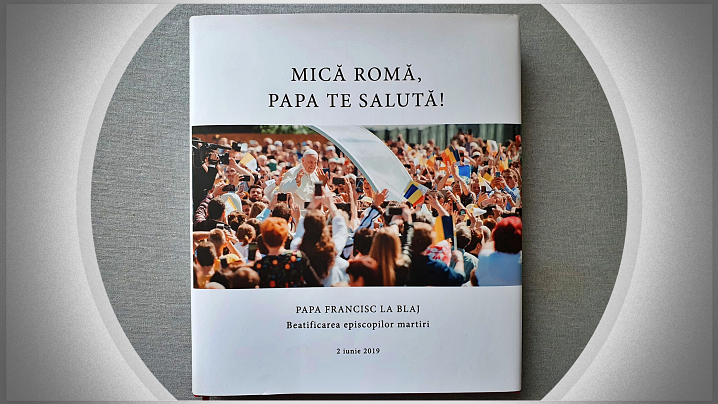 MICĂ ROMĂ,
PAPA TE SALUTĂ!
PAPA FRANCISC LA BLAJ
Beatificarea episcopilor martiri
2 iunie 2019